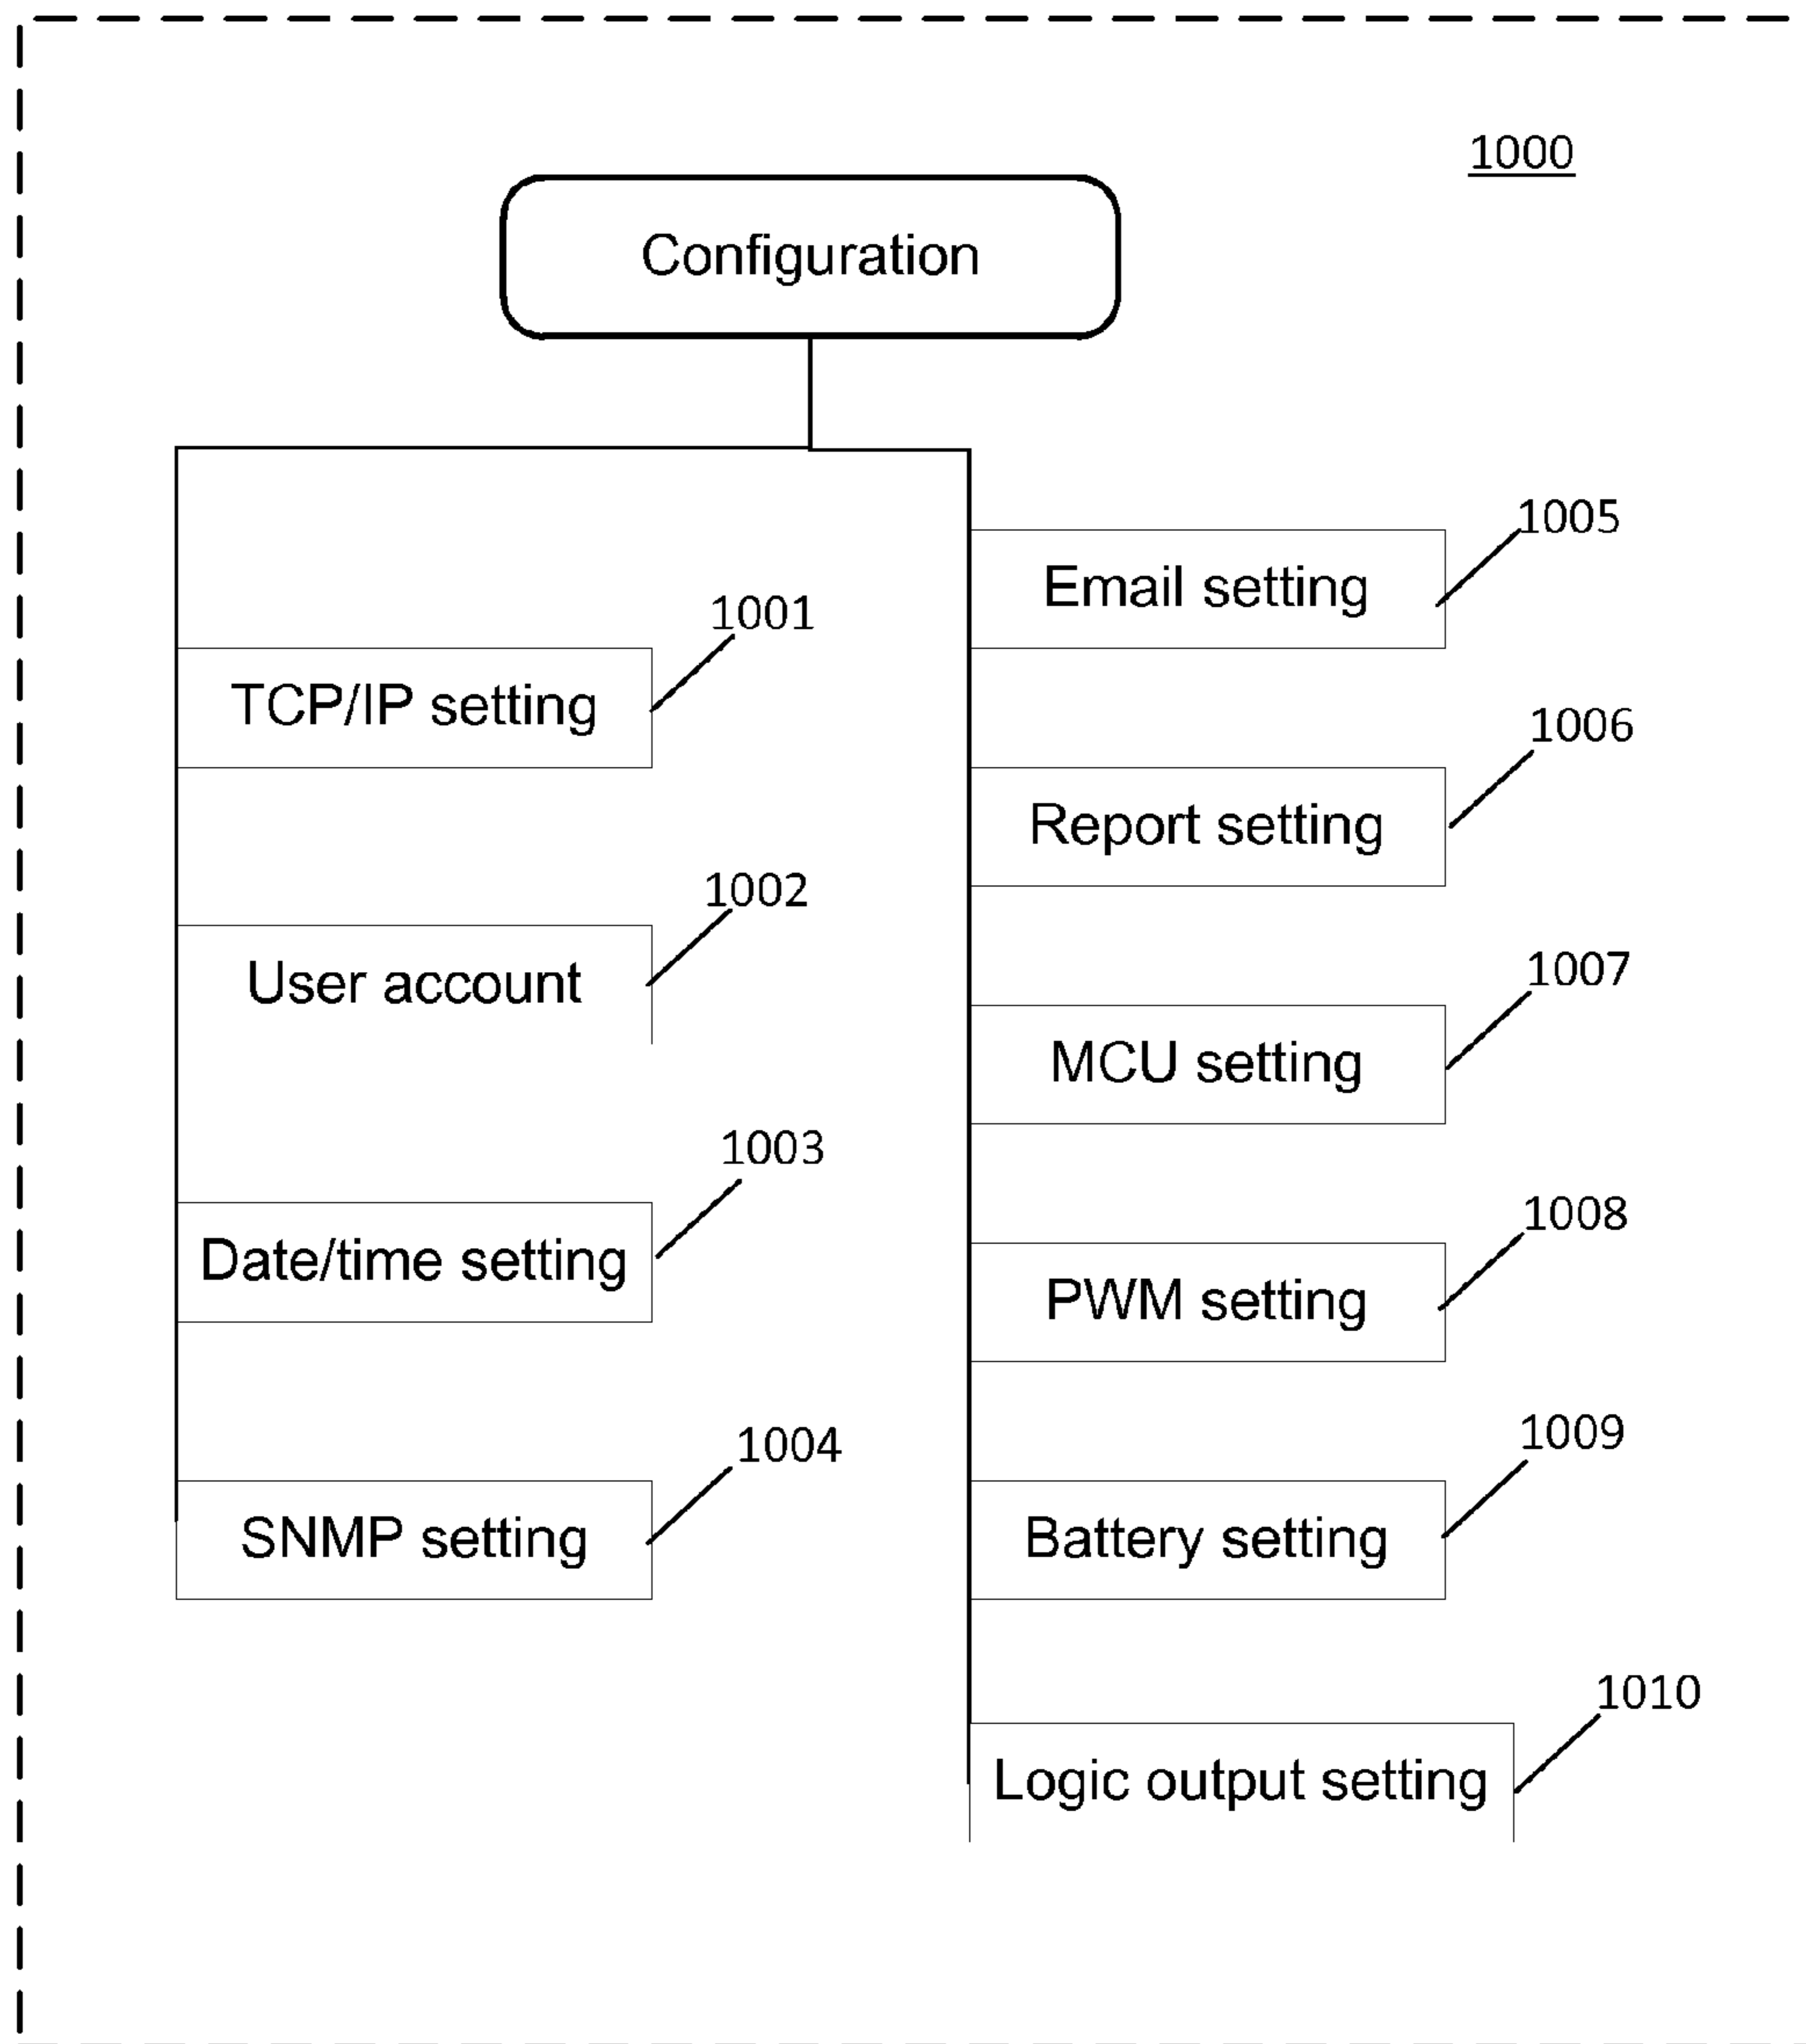 1000
Configuration
1001
TCP/IP setting
1002
User account
1003
Date/time setting
1004
SNMP setting
1005
Email setting
1006
Report setting
1007
MCU setting
1008
PWM setting
1009
Battery setting
1010
Logic output setting